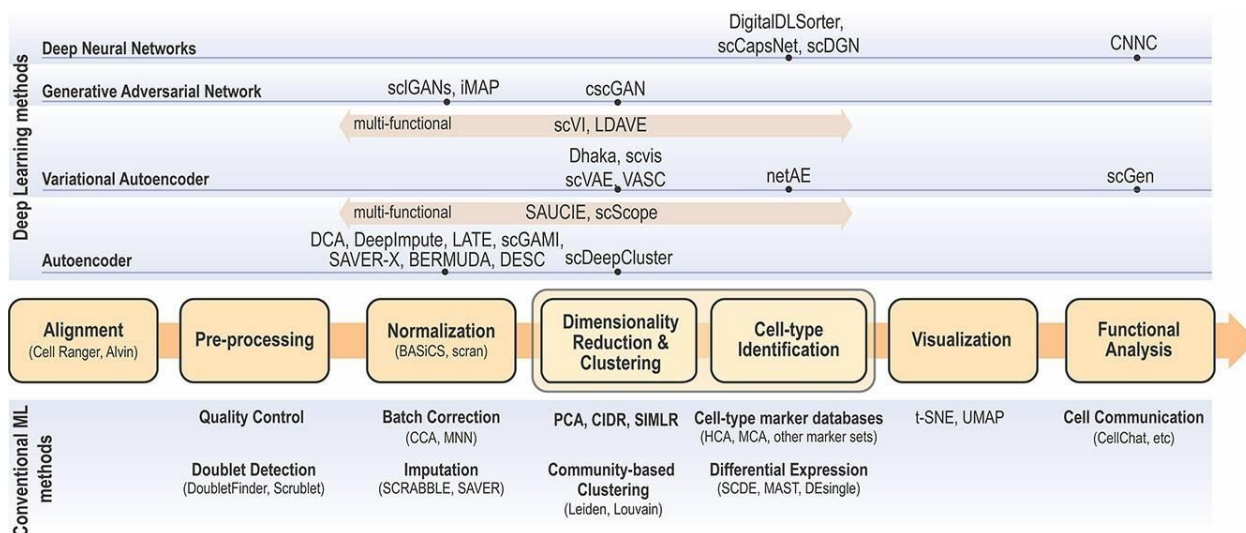 Deep Learning methods
Deep Neural Networks
DigitalDLSorter,
scCapsNet, scDGN
CNNC
Generative Adversarial Network
scIGANs, iMAP
cscGAN
multi-functional
scVI, LDAVE
Variational Autoencoder
Dhaka, scvis
scVAE, VASC
netAE
scGen
multi-functional
SAUCIE, scScope
Autoencoder
DCA, DeepImpute, LATE, scGAMI,
SAVER-X, BERMUDA, DESC
scDeepCluster
Alignment
(Cell Ranger, Alvin)
Pre-processing
Normalization
(BASiCS, scran)
Dimensionality
Reduction &
Clustering
Cell-type
Identification
Visualization
Functional
Analysis
Conventional ML
methods
Quality Control
Doublet Detection
(DoubletFinder, Scrublet)
Batch Correction
(CCA, MNN)
Imputation
(SCRABBLE, SAVER)
PCA, CIDR, SIMLR
Community-based
Clustering
(Leiden, Louvain)
Cell-type marker databases
(HCA, MCA, other marker sets)
Differential Expression
(SCDE, MAST, DEsingle)
t-SNE, UMAP
Cell Communication
(CellChat, etc)